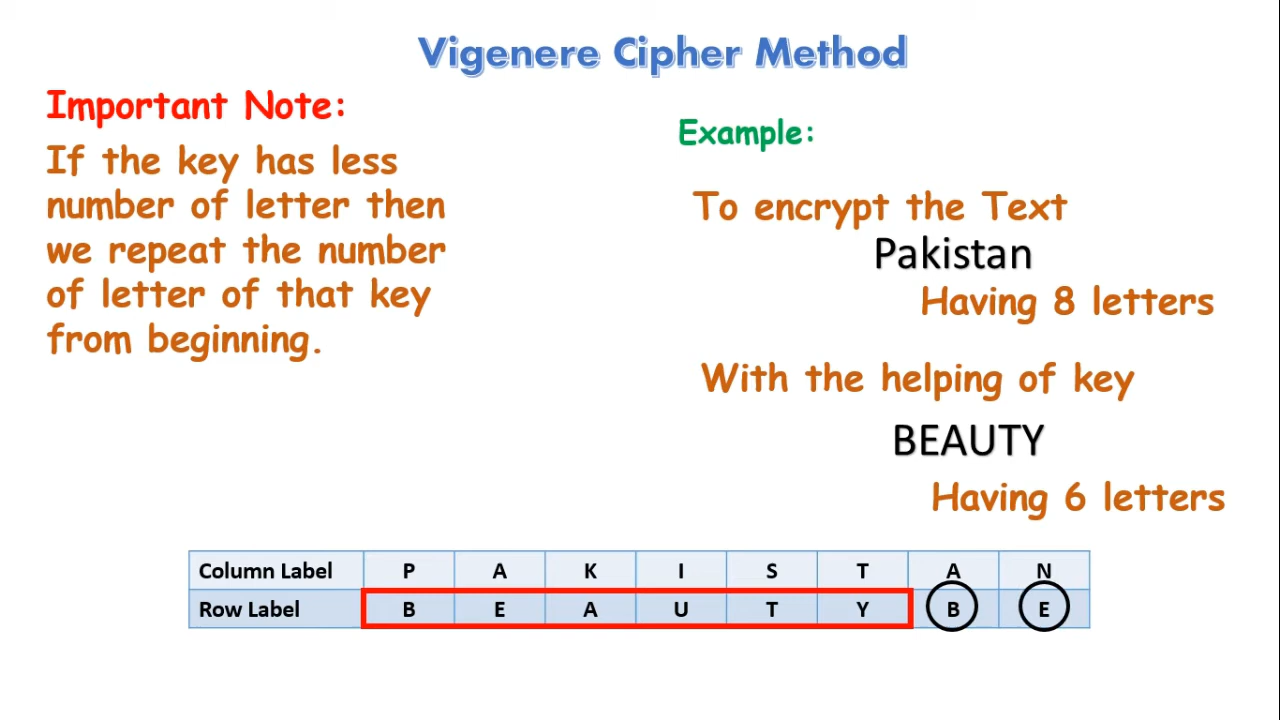 Vigenere Cipher Method
Important Note:
If the key has less
number of letter then
we repeat the number
of letter of that key
from beginning.
Example:
To encrypt the Text
Pakistan
Having 8 letters
With the helping of key
BEAUTY
Having 6 letters
Column Label P A K I S T A N
Row Label B E A U T Y B E